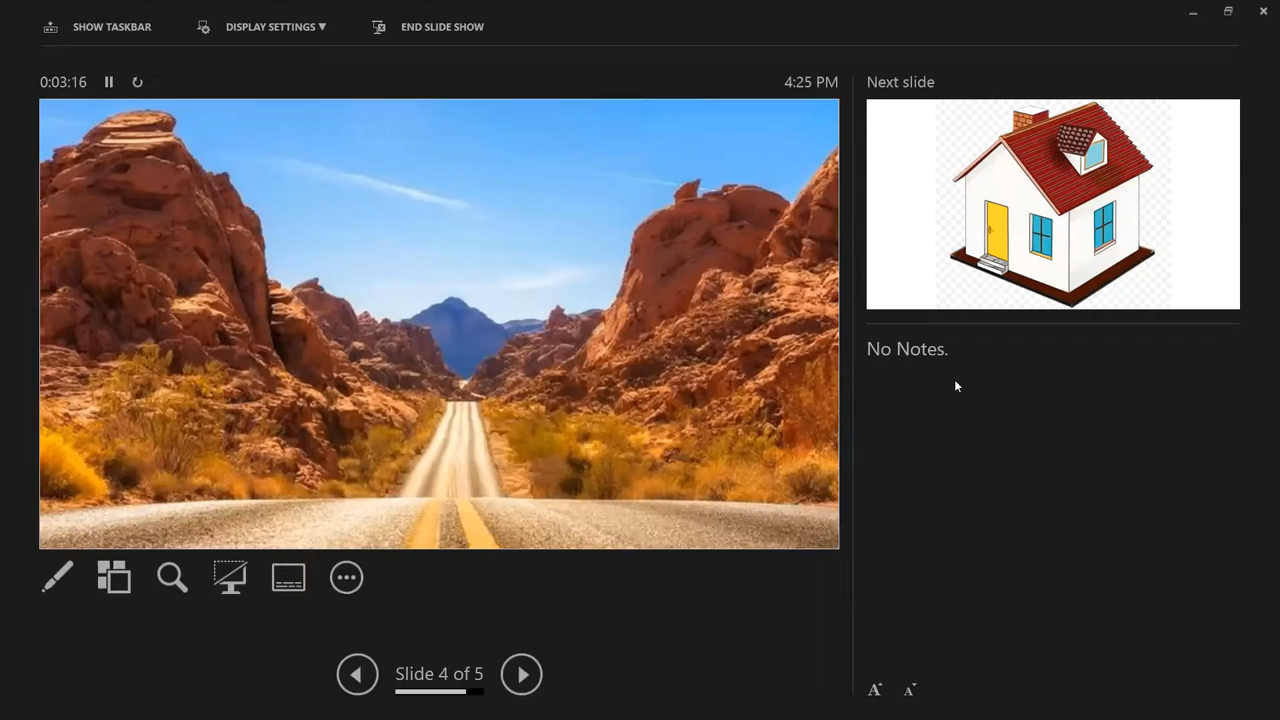 SHOW TASKBAR
DISPLAY SETTINGS ▼
END SLIDE SHOW
0:03:16
4:25 PM
Next slide
No Notes.
Slide 4 of 5
A A